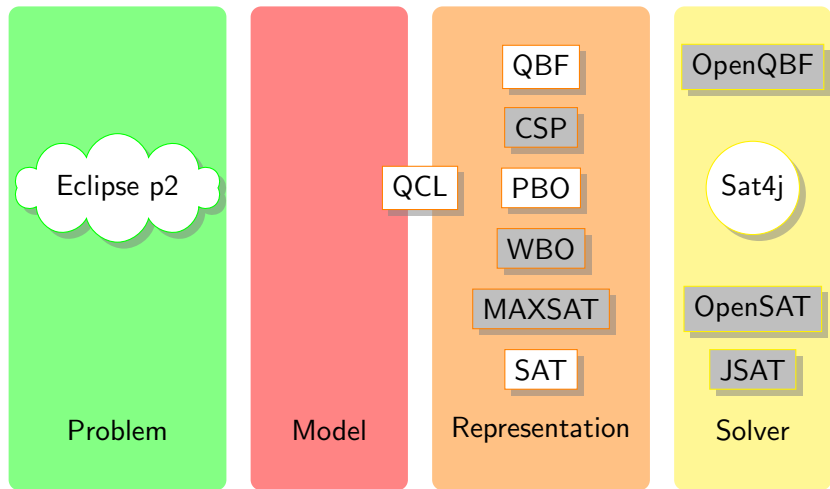 QBF
OpenQBF
CSP
Eclipse p2
QCL
PBO
Sat4j
WBO
MAXSAT
OpenSAT
SAT
JSAT
Problem
Model
Representation
Solver